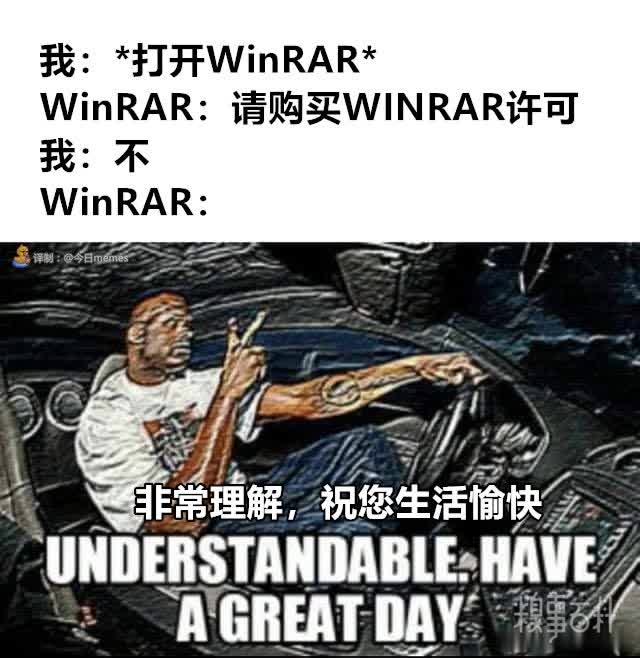 我：*打开WinRAR*
WinRAR：请购买WINRAR许可
我：不
WinRAR：
译制：@今日memes
非常理解，祝您生活愉快
UNDERSTANDABLE. HAVE
A GREAT DAY
糗事百科